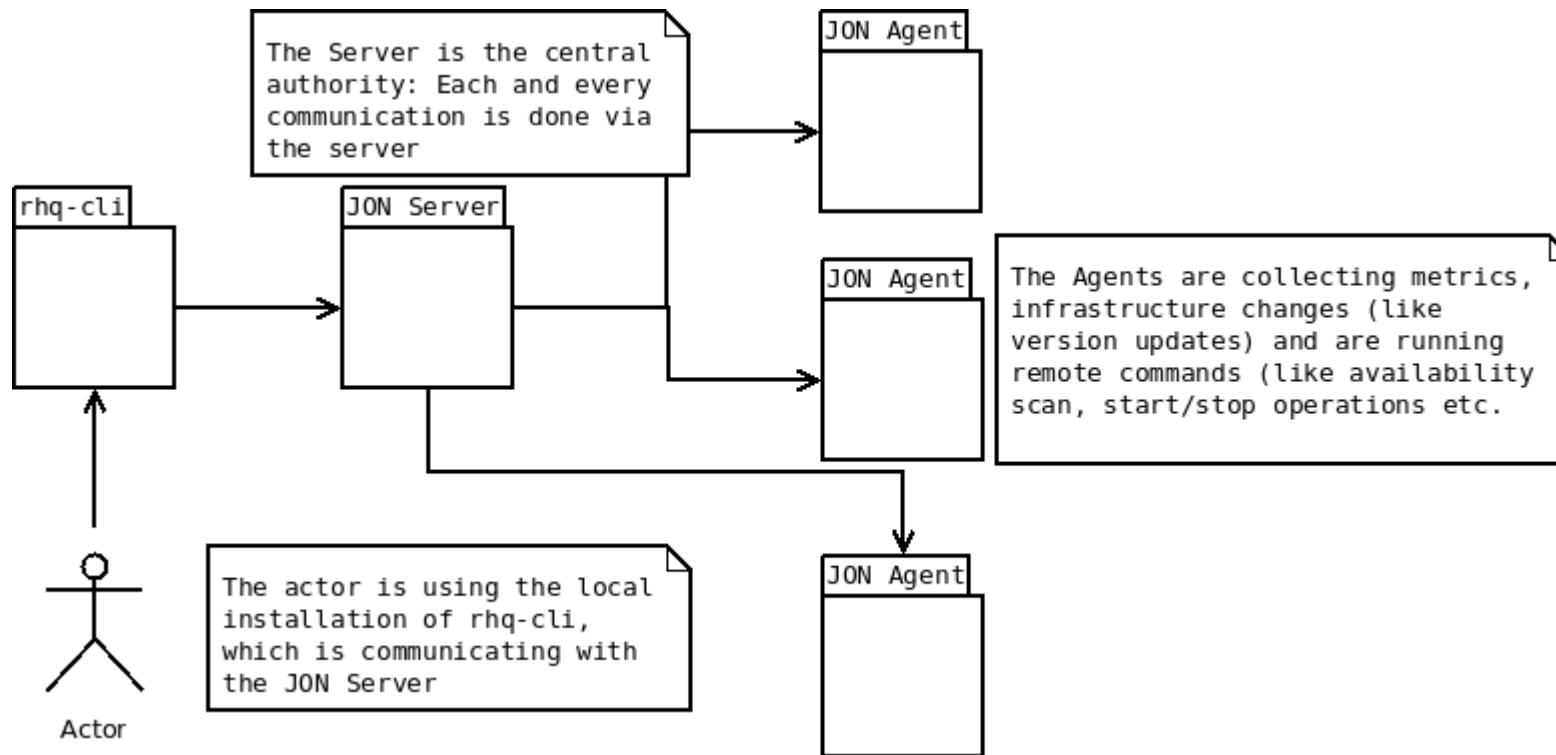 The Server is the central
authority: Each and every
communication is done via
the server
JON Agent
rhq-cli
JON Server
JON Agent
The Agents are collecting metrics,
infrastructure changes (like
version updates) and are running
remote commands (like availability
scan, start/stop operations etc.
The actor is using the local
installation of rhq-cli,
which is communicating with
the JON Server
JON Agent
Actor